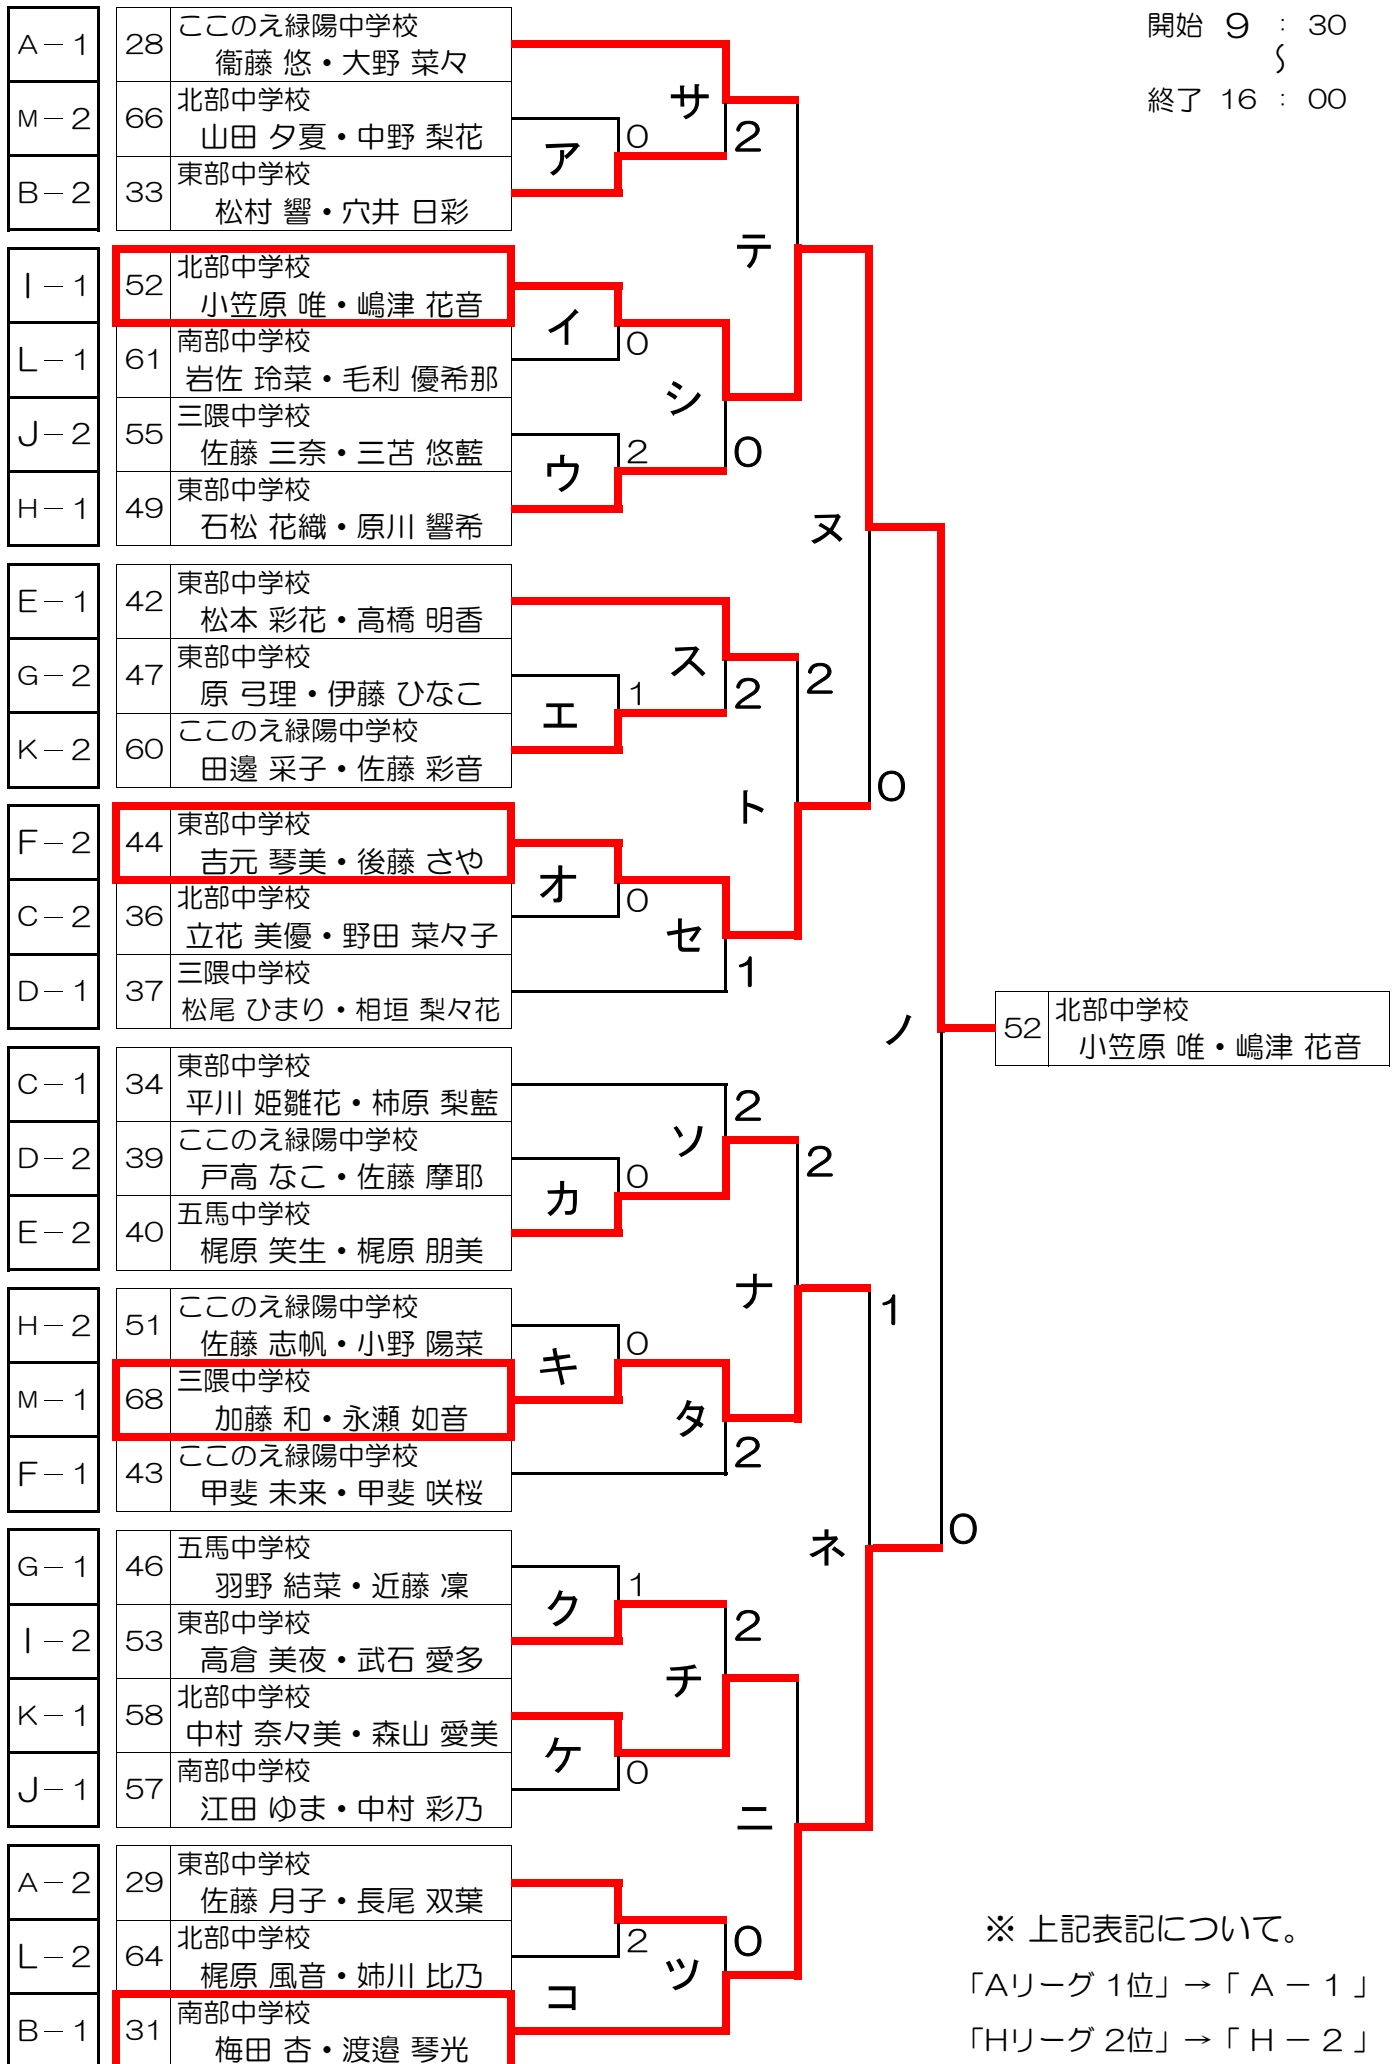 開始 9 : 30
〜
終了 16 : 00
A－1 28 ここのえ緑陽中学校
衞藤 悠・大野 菜々
サ
M－2 66 北部中学校
山田 夕夏・中野 梨花
ア 0 2
B－2 33 東部中学校
松村 響・穴井 日彩
テ
I－1 52 北部中学校
小笠原 唯・嶋津 花音
イ 0
L－1 61 南部中学校
岩佐 玲菜・毛利 優希那
シ
J－2 55 三隈中学校
佐藤 三奈・三苫 悠藍
ウ 2 0
H－1 49 東部中学校
石松 花織・原川 響希
ヌ
E－1 42 東部中学校
松本 彩花・高橋 明香
ス 2
G－2 47 東部中学校
原 弓理・伊藤 ひなこ
エ 1 2
K－2 60 ここのえ緑陽中学校
田邊 采子・佐藤 彩音
ト 0
F－2 44 東部中学校
吉元 琴美・後藤 さや
オ 0
C－2 36 北部中学校
立花 美優・野田 菜々子
セ 1
D－1 37 三隈中学校
松尾 ひまり・相垣 梨々花
ノ
52 北部中学校
小笠原 唯・嶋津 花音
C－1 34 東部中学校
平川 姫雛花・柿原 梨藍
2
D－2 39 ここのえ緑陽中学校
戸高 なこ・佐藤 摩耶
ソ 2
カ 0
E－2 40 五馬中学校
梶原 笑生・梶原 朋美
ナ 1
H－2 51 ここのえ緑陽中学校
佐藤 志帆・小野 陽菜
キ 0
M－1 68 三隈中学校
加藤 和・永瀬 如音
タ 2
F－1 43 ここのえ緑陽中学校
甲斐 未来・甲斐 咲桜
ネ 0
G－1 46 五馬中学校
羽野 結菜・近藤 凜
ク 1 2
I－2 53 東部中学校
高倉 美夜・武石 愛多
チ
K－1 58 北部中学校
中村 奈々美・森山 愛美
ケ 0
J－1 57 南部中学校
江田 ゆま・中村 彩乃
ニ
A－2 29 東部中学校
佐藤 月子・長尾 双葉
L－2 64 北部中学校
梶原 風音・姉川 比乃
2 ツ 0
コ
B－1 31 南部中学校
梅田 杏・渡邉 琴光
※ 上記表記について。
「Aリーグ 1位」→「 A － 1 」
「Hリーグ 2位」→「 H － 2 」